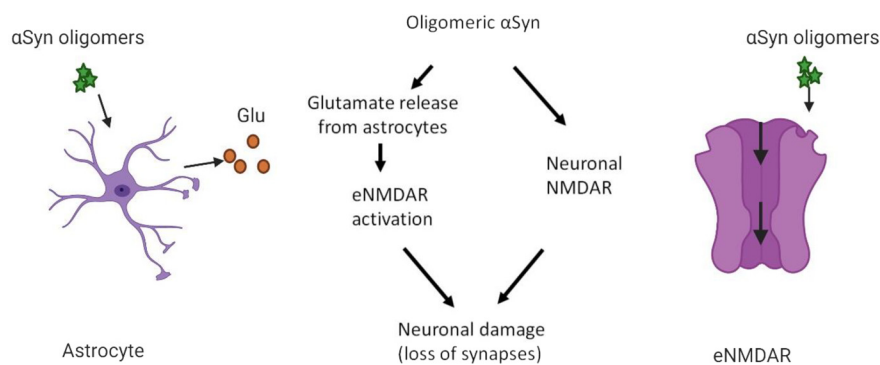 αSyn oligomers
Glu
Astrocyte
Oligomeric αSyn
Glutamate release
from astrocytes
eNMDAR
activation
Neuronal
NMDAR
Neuronal damage
(loss of synapses)
αSyn oligomers
eNMDAR